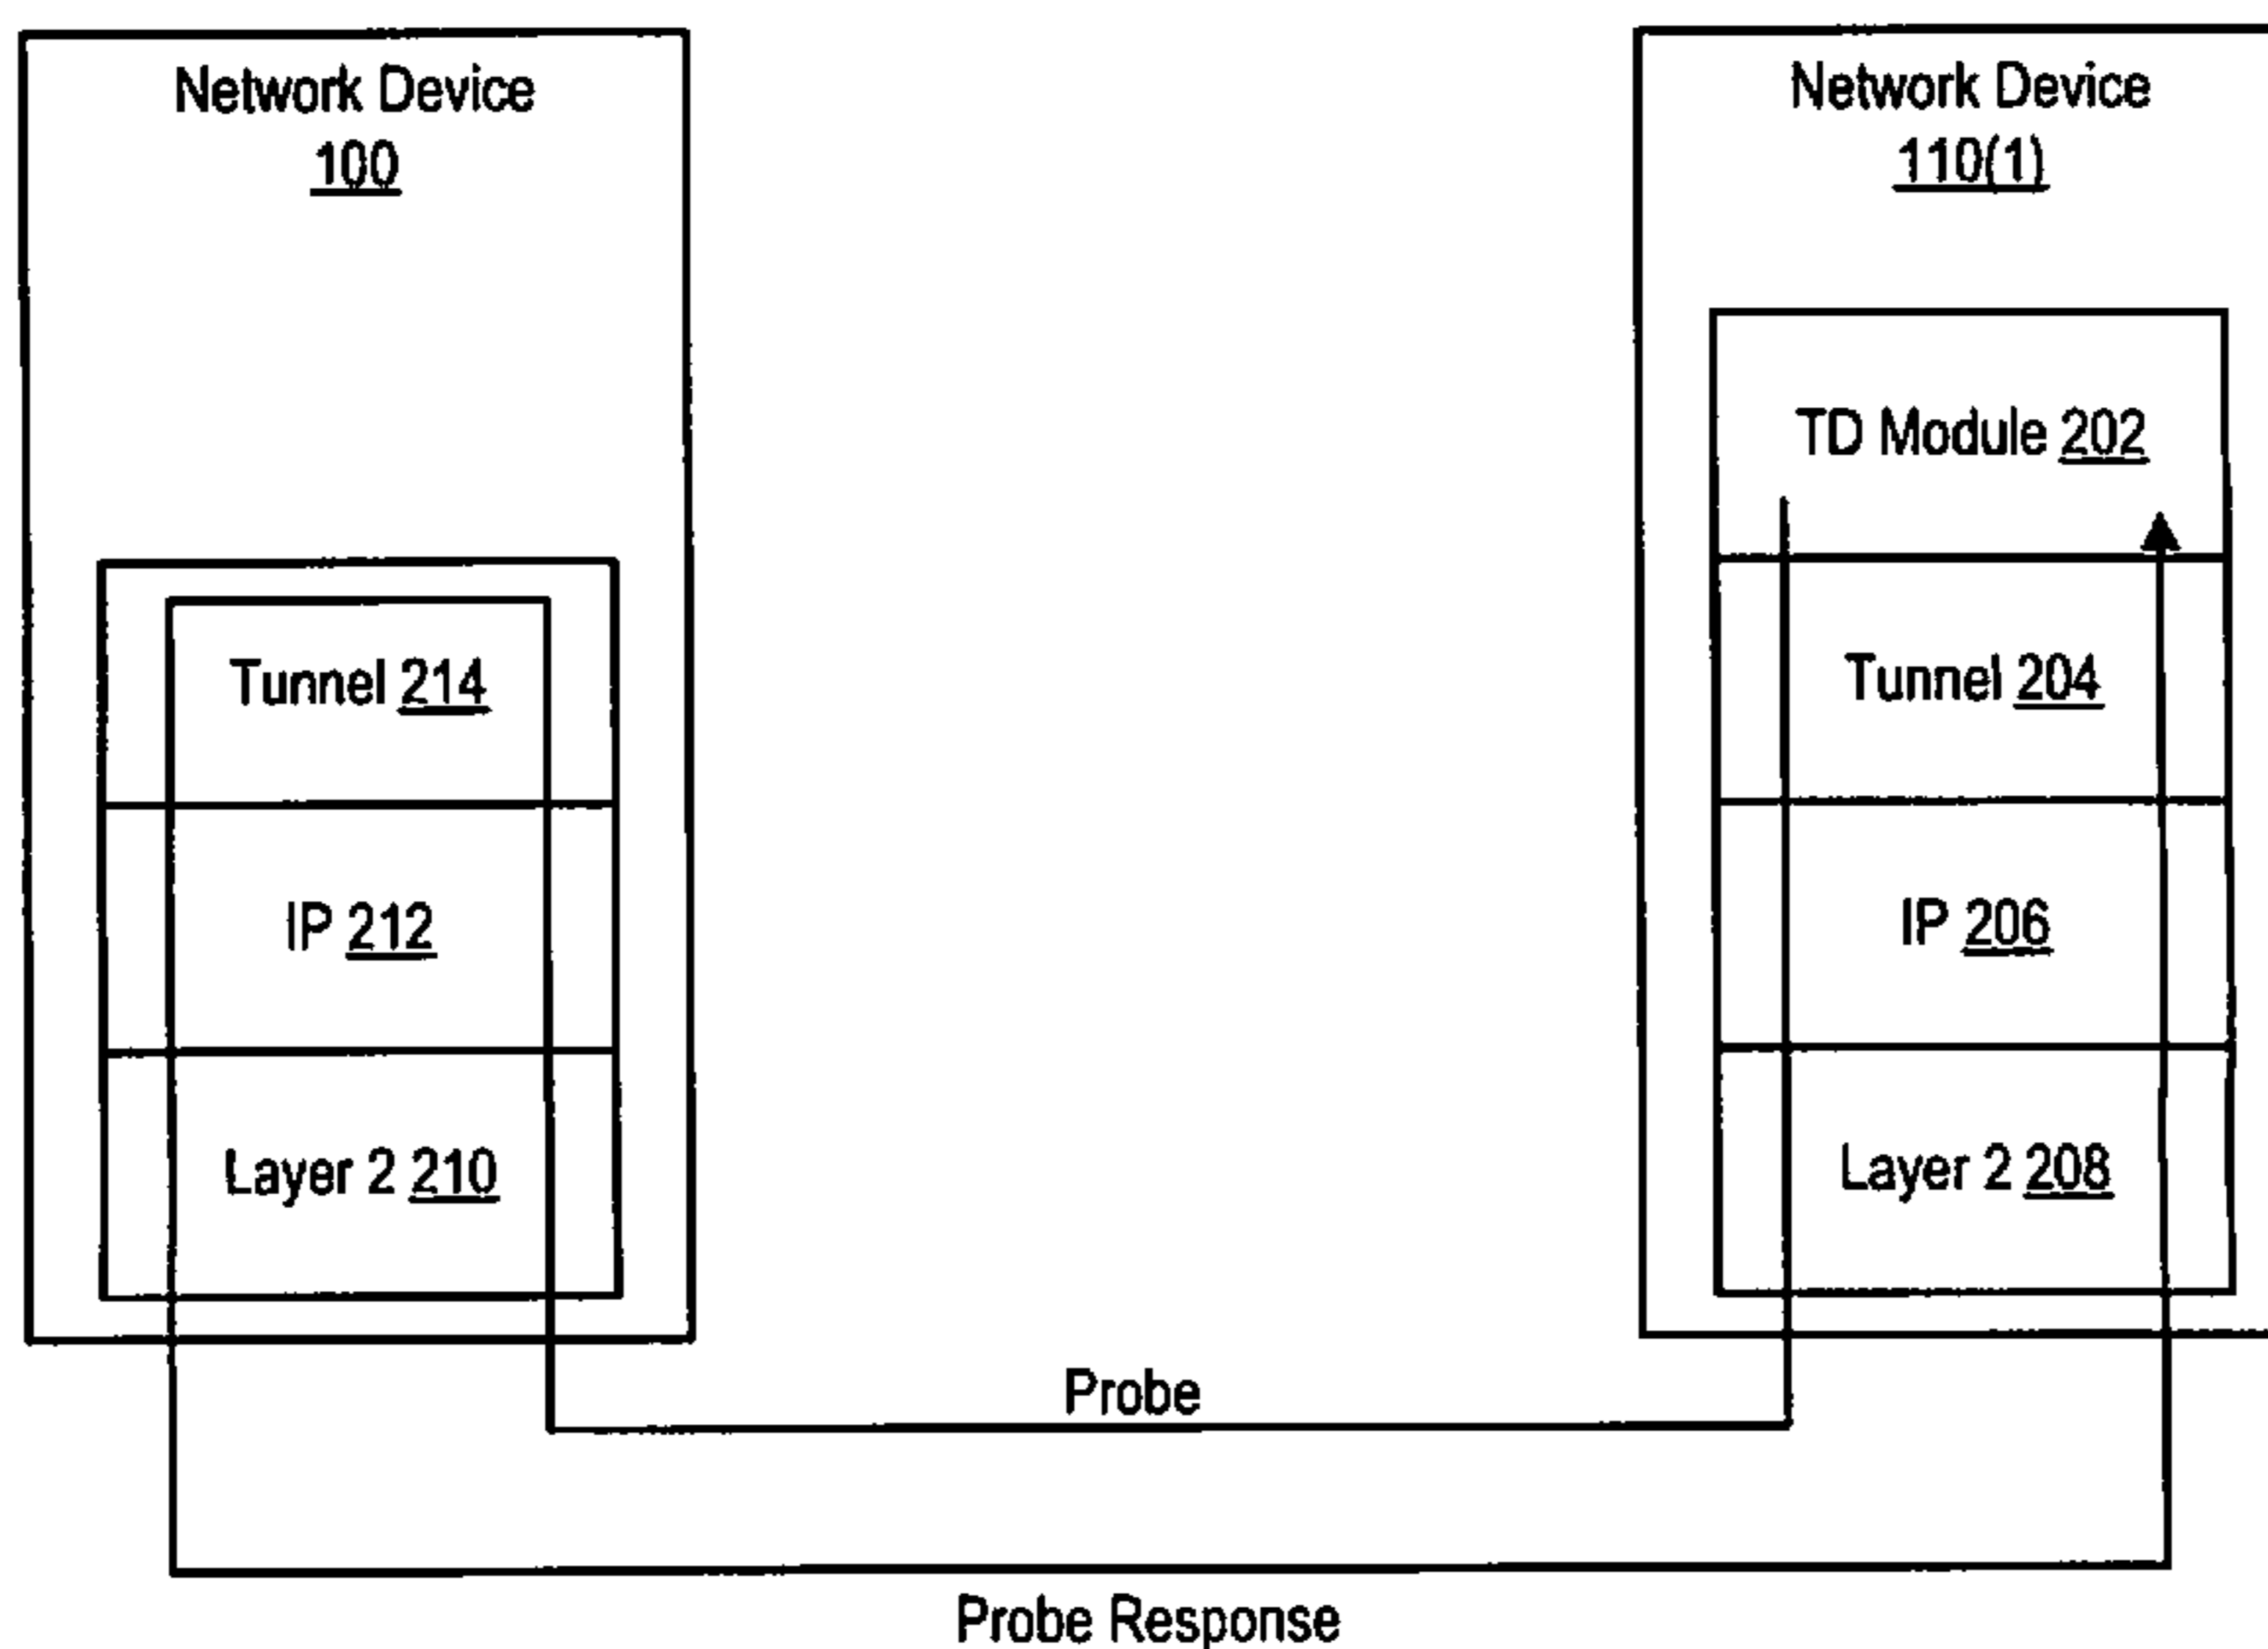 Network Device
100
Tunnel 214
IP 212
Layer 2 210
Network Device
110(1)
TD Module 202
Tunnel 204
IP 206
Layer 2 208
Probe
Probe Response